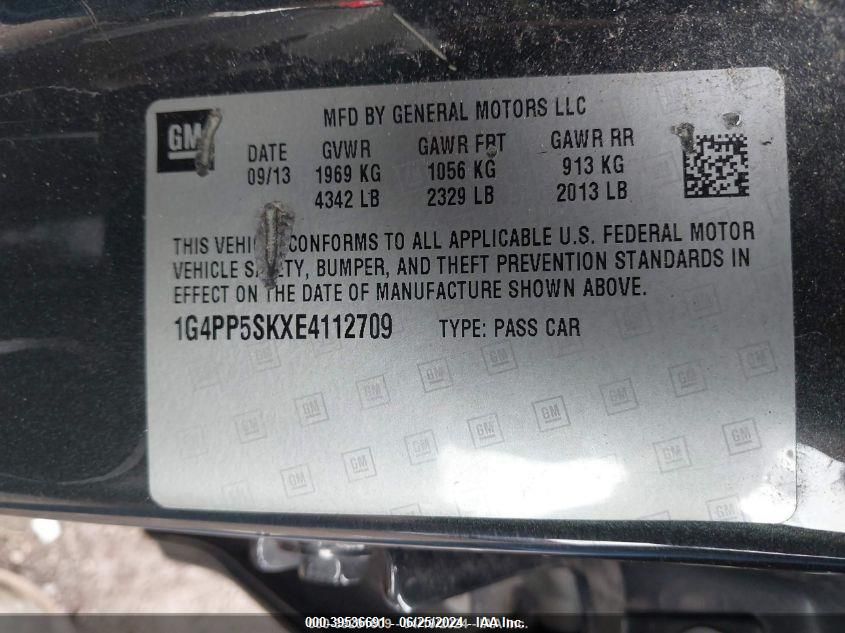 GM
MFD BY GENERAL MOTORS LLC
DATE GVWR GAWR FRT GAWR RR
09/13 1969 KG 1056 KG 913 KG
4342 LB 2329 LB 2013 LB
THIS VEHICLE CONFORMS TO ALL APPLICABLE U.S. FEDERAL MOTOR
VEHICLE SAFETY, BUMPER, AND THEFT PREVENTION STANDARDS IN
EFFECT ON THE DATE OF MANUFACTURE SHOWN ABOVE.
1G4PP5SKXE4112709 TYPE: PASS CAR
000-39536691 - 06/25/2024 - IAA Inc.